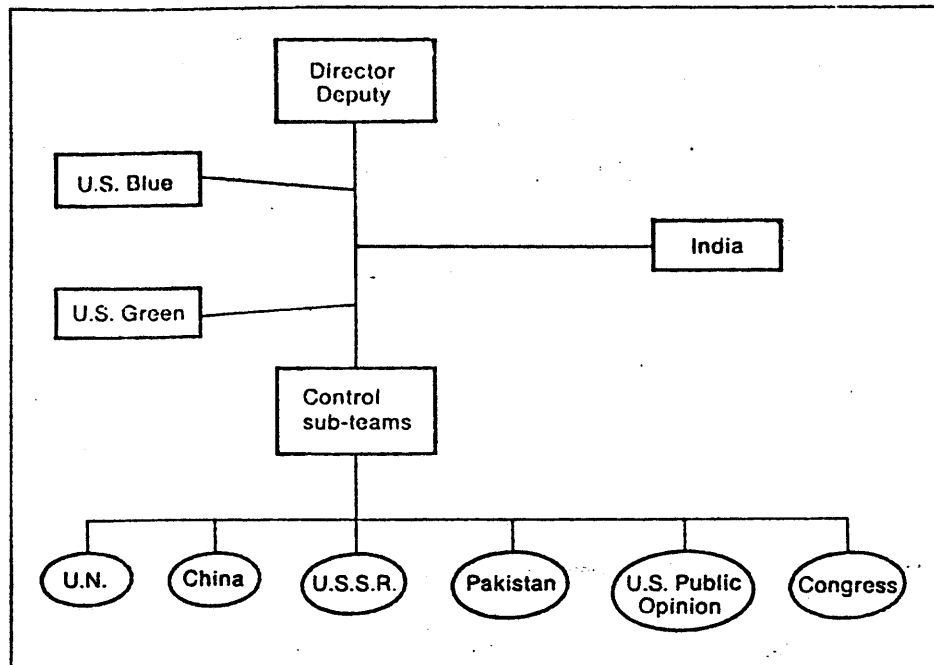 Director
Deputy
U.S. Blue
India
U.S. Green
Control
sub-teams
U.N.
China
U.S.S.R.
Pakistan
U.S. Public
Opinion
Congress